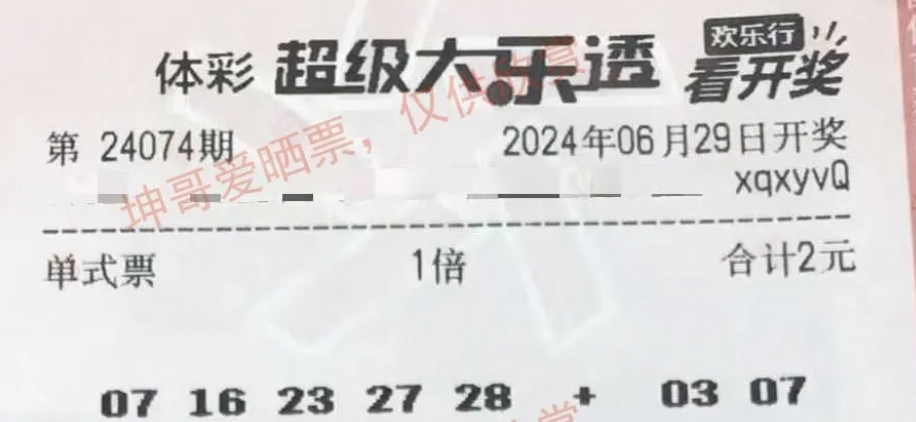 体彩 超级大乐透 欢乐行 看开奖
第 24074期 2024年06月29日开奖
xqxyvQ
坤哥爱晒票，仅供欣赏
单式票 1倍 合计2元
07 16 23 27 28 + 03 07